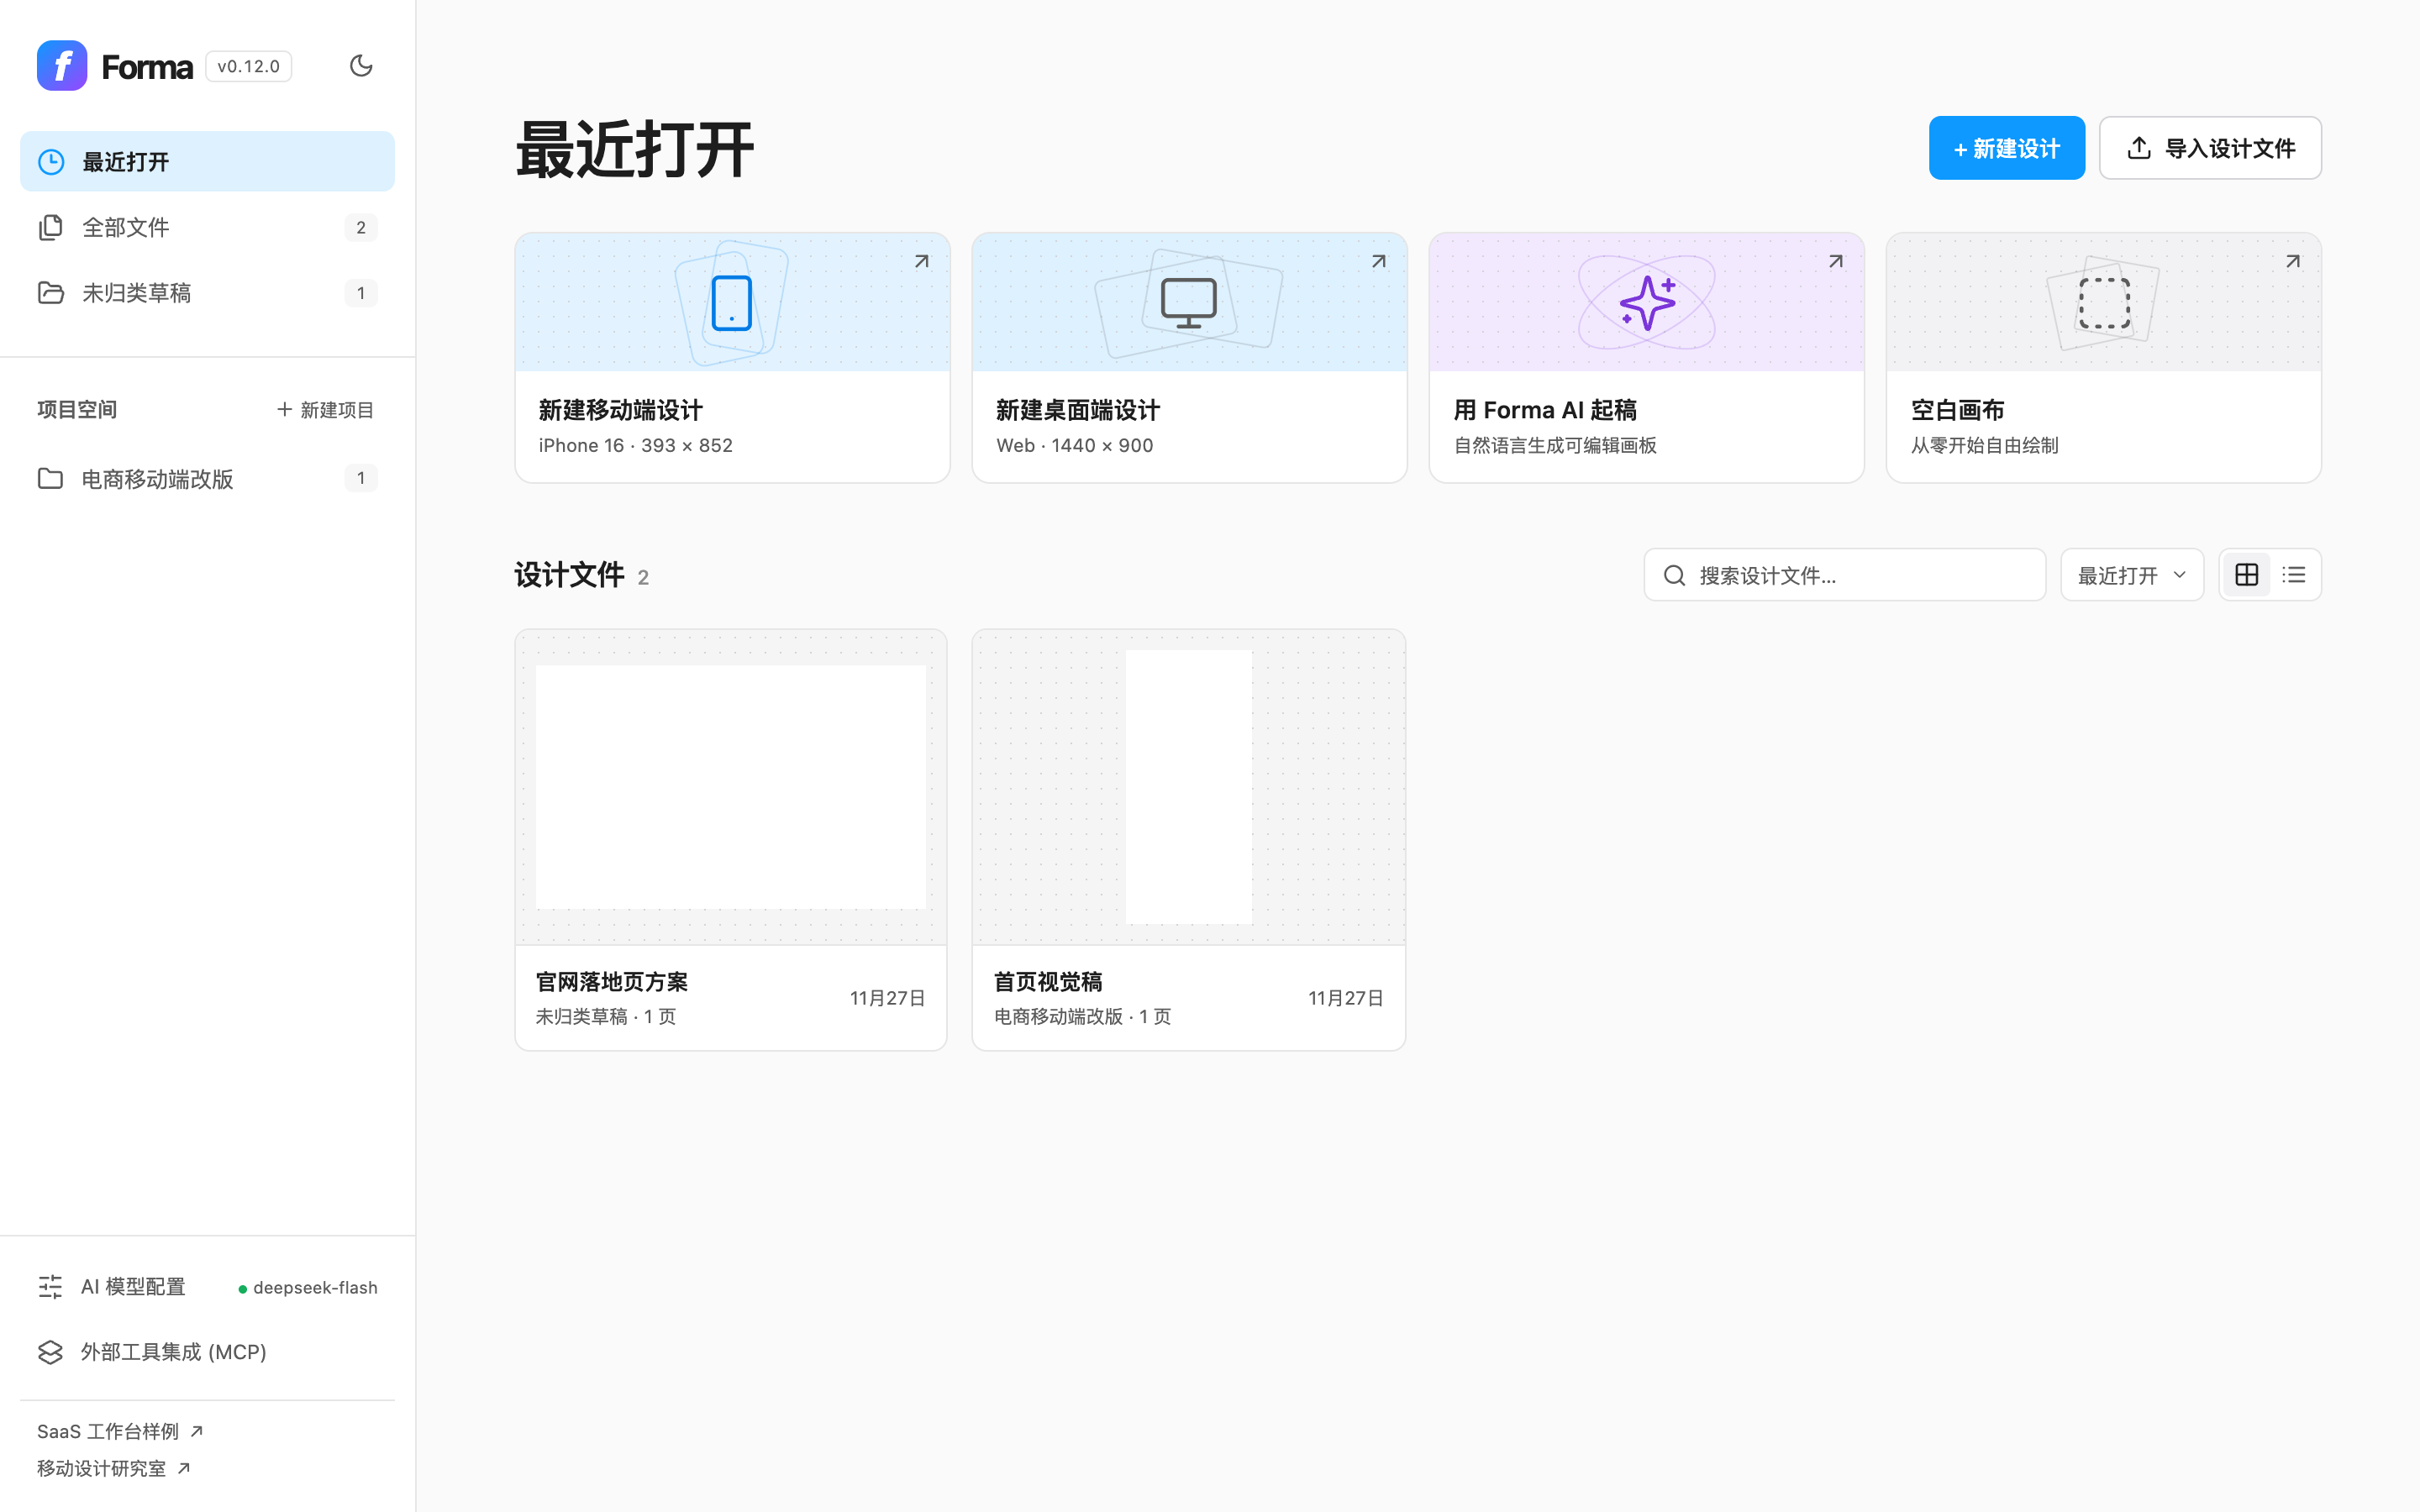 f Forma v0.12.0
最近打开
全部文件 2
未归类草稿 1
项目空间 + 新建项目
电商移动端改版 1
AI 模型配置 deepseek-flash
外部工具集成 (MCP)
SaaS 工作台样例
移动设计研究室
最近打开
+ 新建设计 导入设计文件
新建移动端设计
iPhone 16 · 393 × 852
新建桌面端设计
Web · 1440 × 900
用 Forma AI 起稿
自然语言生成可编辑画板
空白画布
从零开始自由绘制
设计文件 2
搜索设计文件...
最近打开
官网落地页方案
未归类草稿 · 1 页
11月27日
首页视觉稿
电商移动端改版 · 1 页
11月27日